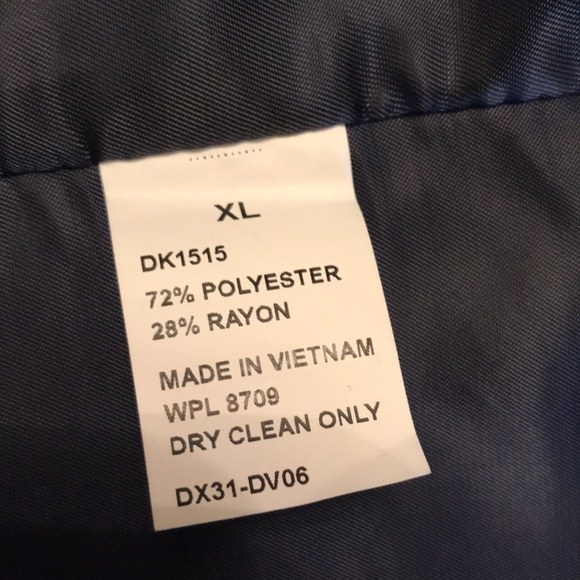 XL
DK1515
72% POLYESTER
28% RAYON
MADE IN VIETNAM
WPL 8709
DRY CLEAN ONLY
DX31-DV06